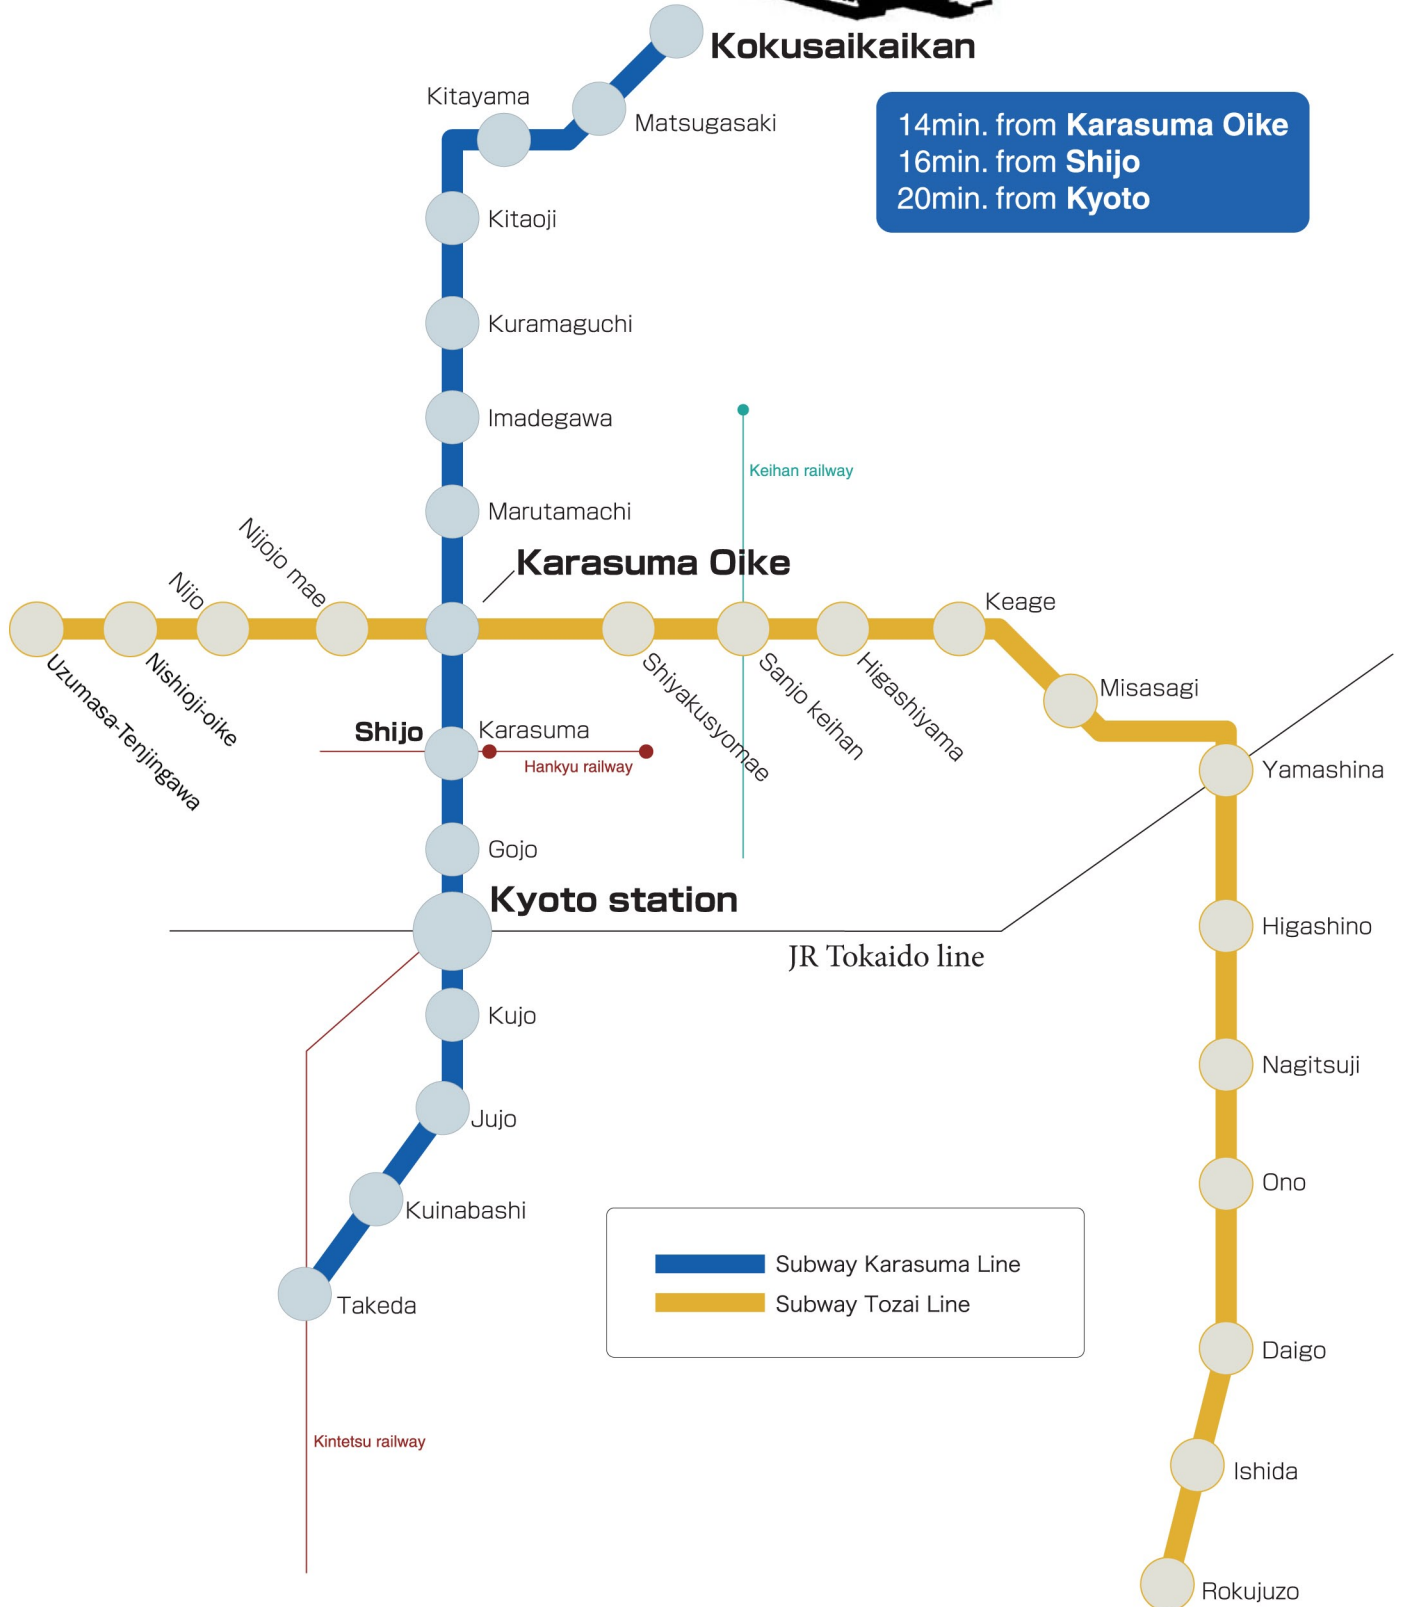 Kokusaikaikan
Kitayama
Matsugasaki
14min. from Karasuma Oike
16min. from Shijo
20min. from Kyoto
Kitaoji
Kuramaguchi
Imadegawa
Keihan railway
Marutamachi
Karasuma Oike
Nijojo mae
Nijo
Keage
Uzumasa-Tenjingawa
Nishioji-oike
Shiyakusyomae
Sanjo keihan
Higashiyama
Misasagi
Shijo
Karasuma
Hankyu railway
Yamashina
Gojo
Kyoto station
Higashino
JR Tokaido line
Kujo
Nagitsuji
Jujo
Ono
Kuinabashi
Subway Karasuma Line
Subway Tozai Line
Takeda
Daigo
Kintetsu railway
Ishida
Rokujuzo